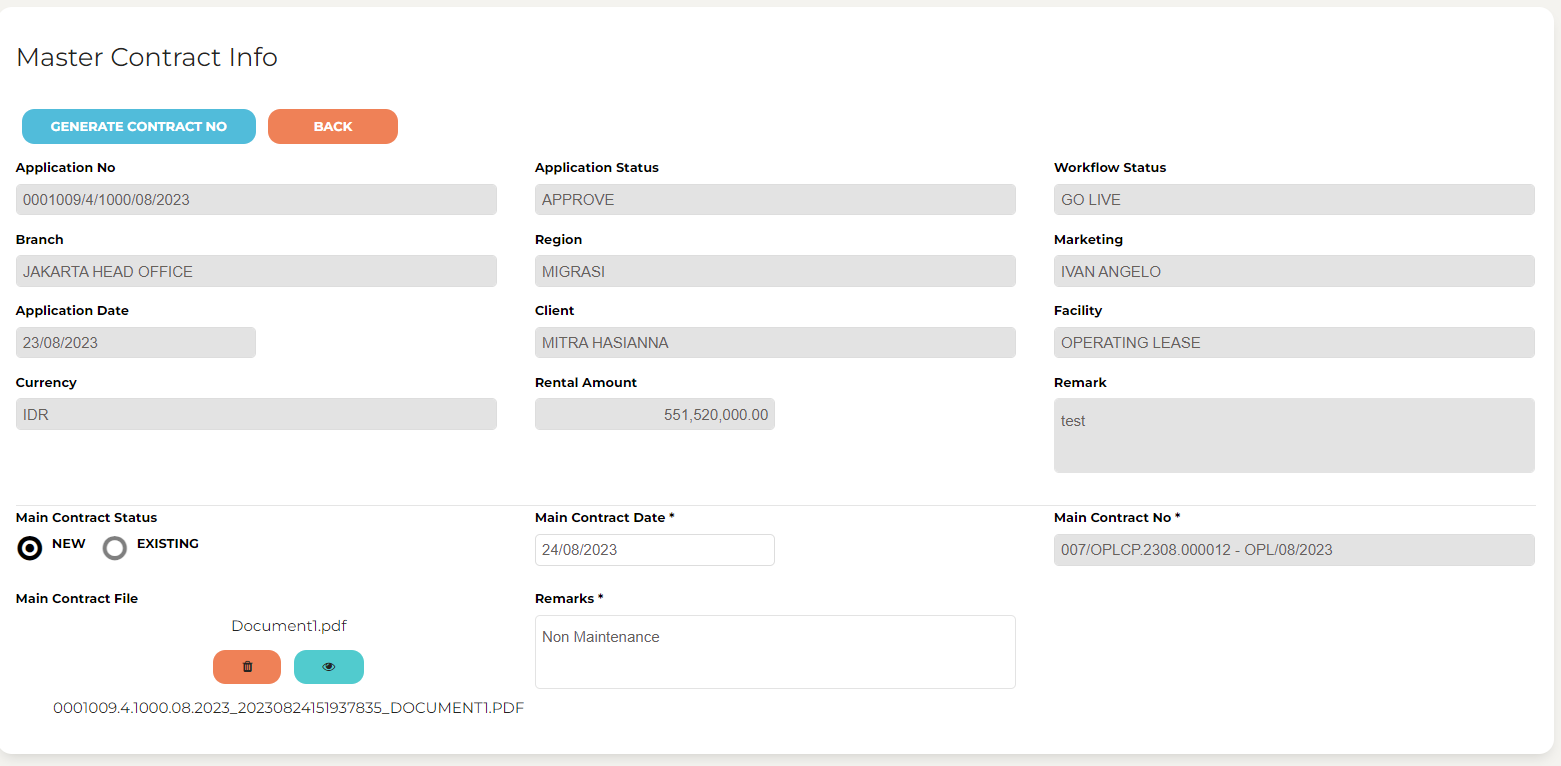 Master Contract Info
GENERATE CONTRACT NO BACK
Application No Application Status Workflow Status
0001009/4/1000/08/2023 APPROVE GO LIVE
Branch Region Marketing
JAKARTA HEAD OFFICE MIGRASI IVAN ANGELO
Application Date Client Facility
23/08/2023 MITRA HASIANNA OPERATING LEASE
Currency Rental Amount Remark
IDR 551,520,000.00 test
Main Contract Status Main Contract Date * Main Contract No *
NEW EXISTING 24/08/2023 007/OPLCP.2308.000012 - OPL/08/2023
Main Contract File Remarks *
Document1.pdf Non Maintenance
0001009.4.1000.08.2023_20230824151937835_DOCUMENT1.PDF